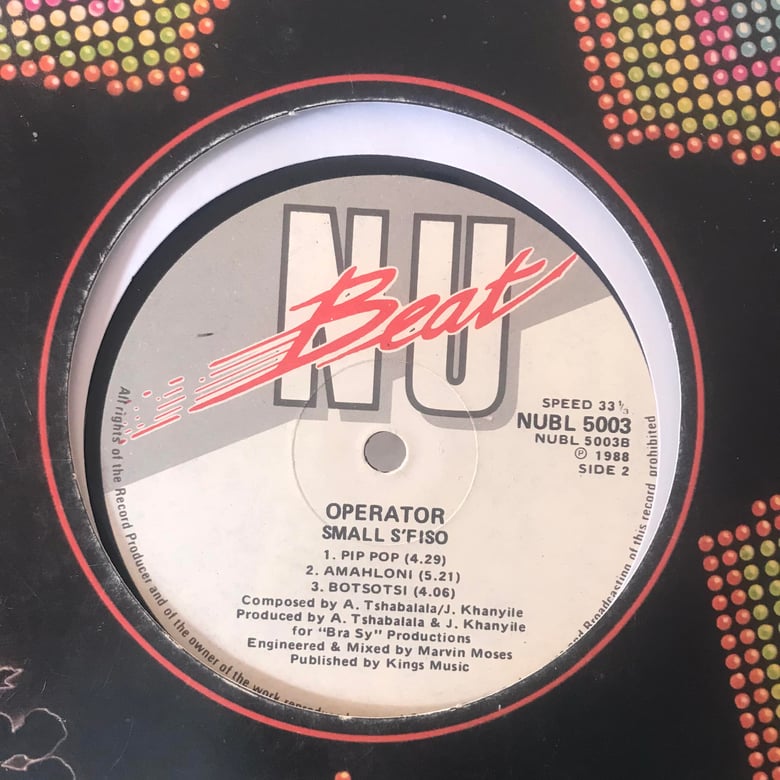 NU
Beat
SPEED 33 1/3
NUBL 5003
NUBL 5003B
Ⓟ 1988
SIDE 2
OPERATOR
SMALL S'FISO
1. PIP POP (4.29)
2. AMAHLONI (5.21)
3. BOTSOTSI (4.06)
Composed by A. Tshabalala/J. Khanyile
Produced by A. Tshabalala & J. Khanyile
for "Bra Sy" Productions
Engineered & Mixed by Marvin Moses
Published by Kings Music
All rights of the Record Producer and of the owner of the work
Broadcasting of this record prohibited